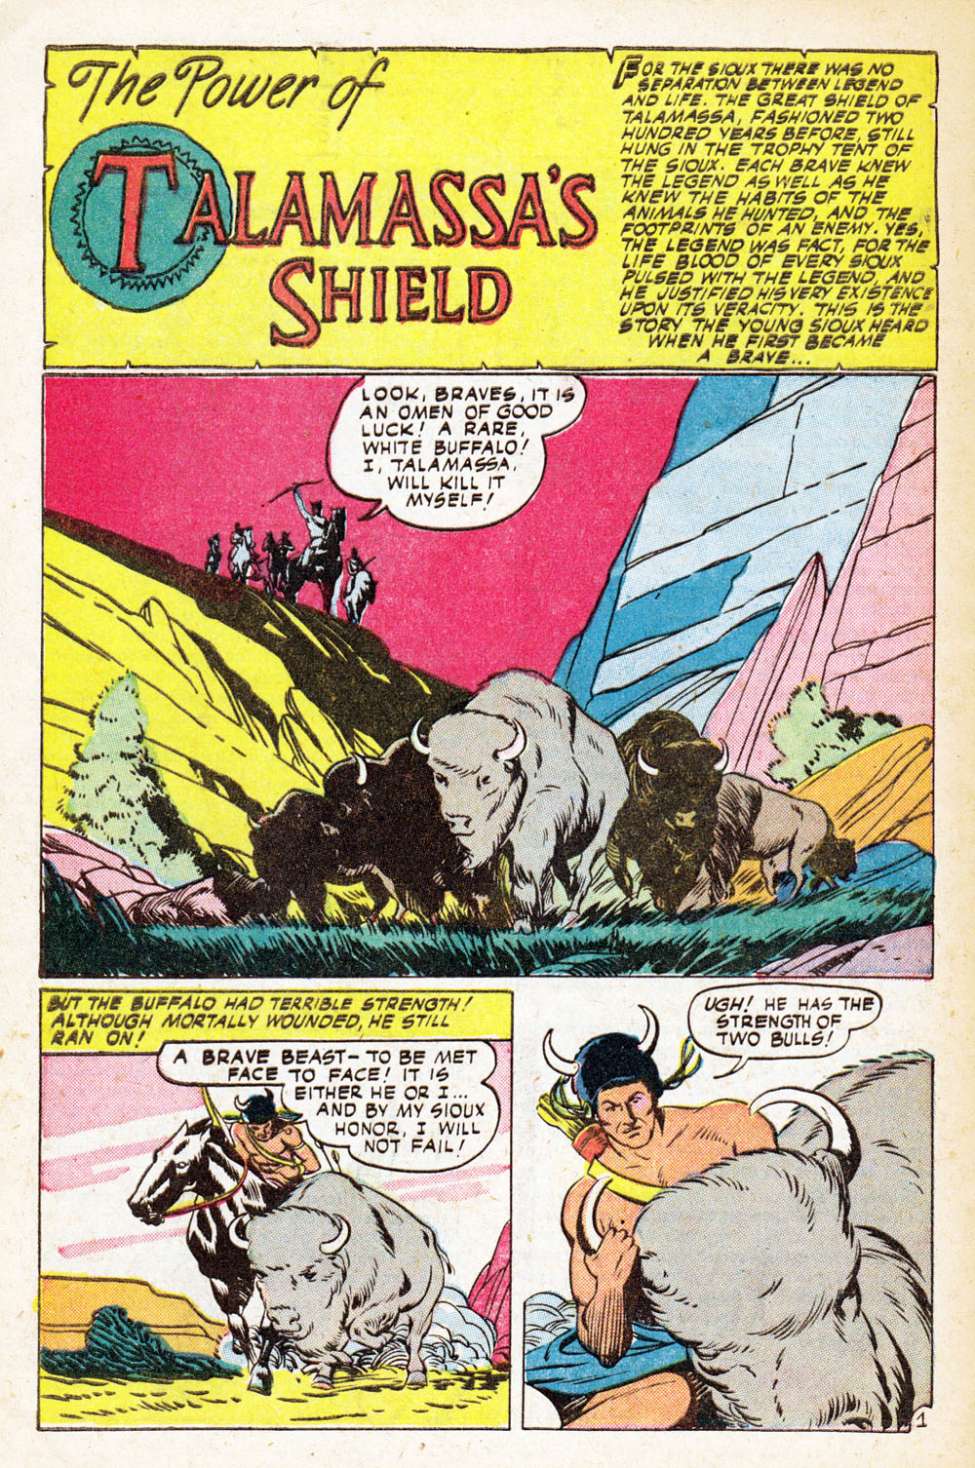 The Power of
TALAMASSA'S
SHIELD
FOR THE SIOUX THERE WAS NO
SEPARATION BETWEEN LEGEND
AND LIFE. THE GREAT SHIELD OF
TALAMASSA, FASHIONED TWO
HUNDRED YEARS BEFORE, STILL
HUNG IN THE TROPHY TENT OF
THE SIOUX. EACH BRAVE KNEW
THE LEGEND AS WELL AS HE
KNEW THE HABITS OF THE
ANIMALS HE HUNTED, AND THE
FOOTPRINTS OF AN ENEMY. YES,
THE LEGEND WAS FACT, FOR THE
LIFE BLOOD OF EVERY SIOUX
PULSED WITH THE LEGEND, AND
HE JUSTIFIED HIS VERY EXISTENCE
UPON ITS VERACITY. THIS IS THE
STORY THE YOUNG SIOUX HEARD
WHEN HE FIRST BECAME
A BRAVE...
LOOK, BRAVES, IT IS
AN OMEN OF GOOD
LUCK! A RARE,
WHITE BUFFALO!
I, TALAMASSA,
WILL KILL IT
MYSELF!
BUT THE BUFFALO HAD TERRIBLE STRENGTH!
ALTHOUGH MORTALLY WOUNDED, HE STILL
RAN ON!
A BRAVE BEAST - TO BE MET
FACE TO FACE! IT IS
EITHER HE OR I...
AND BY MY SIOUX
HONOR, I WILL
NOT FAIL!
UGH! HE HAS THE
STRENGTH OF
TWO BULLS!
1